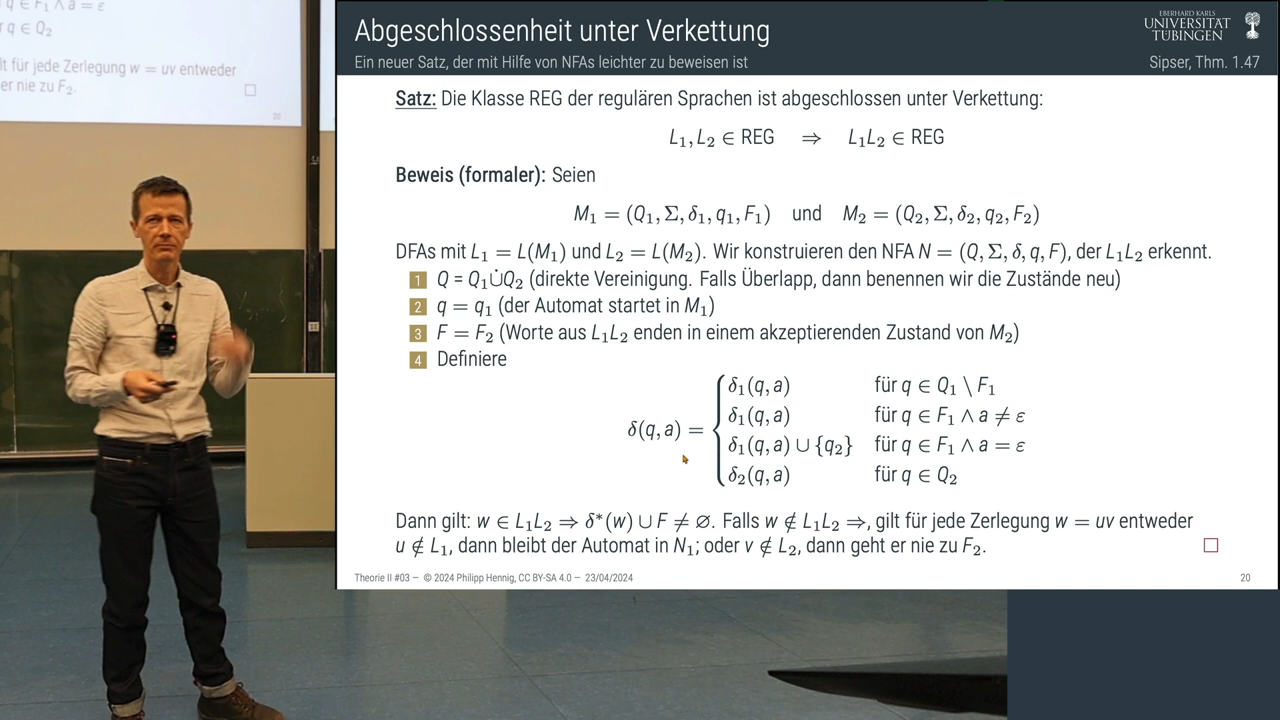 q ∈ F₁ ∧ a = ε
r q ∈ Q₂
lt für jede Zerlegung w = uv entweder
er nie zu F₂.
20
Abgeschlossenheit unter Verkettung
Ein neuer Satz, der mit Hilfe von NFAs leichter zu beweisen ist
EBERHARD KARLS
UNIVERSITÄT
TÜBINGEN
Sipser, Thm. 1.47
Satz: Die Klasse REG der regulären Sprachen ist abgeschlossen unter Verkettung:
L₁, L₂ ∈ REG ⇒ L₁L₂ ∈ REG
Beweis (formaler): Seien
M₁ = (Q₁, Σ, δ₁, q₁, F₁) und M₂ = (Q₂, Σ, δ₂, q₂, F₂)
DFAs mit L₁ = L(M₁) und L₂ = L(M₂). Wir konstruieren den NFA N = (Q, Σ, δ, q, F), der L₁L₂ erkennt.
1 Q = Q₁∪̇Q₂ (direkte Vereinigung. Falls Überlapp, dann benennen wir die Zustände neu)
2 q = q₁ (der Automat startet in M₁)
3 F = F₂ (Worte aus L₁L₂ enden in einem akzeptierenden Zustand von M₂)
4 Definiere
δ₁(q, a) für q ∈ Q₁ \ F₁
δ₁(q, a) für q ∈ F₁ ∧ a ≠ ε
δ(q, a) =
δ₁(q, a) ∪ {q₂} für q ∈ F₁ ∧ a = ε
δ₂(q, a) für q ∈ Q₂
Dann gilt: w ∈ L₁L₂ ⇒ δ*(w) ∪ F ≠ ∅. Falls w ∉ L₁L₂ ⇒, gilt für jede Zerlegung w = uv entweder
u ∉ L₁, dann bleibt der Automat in N₁; oder v ∉ L₂, dann geht er nie zu F₂. □
Theorie II #03 — © 2024 Philipp Hennig, CC BY-SA 4.0 — 23/04/2024
20